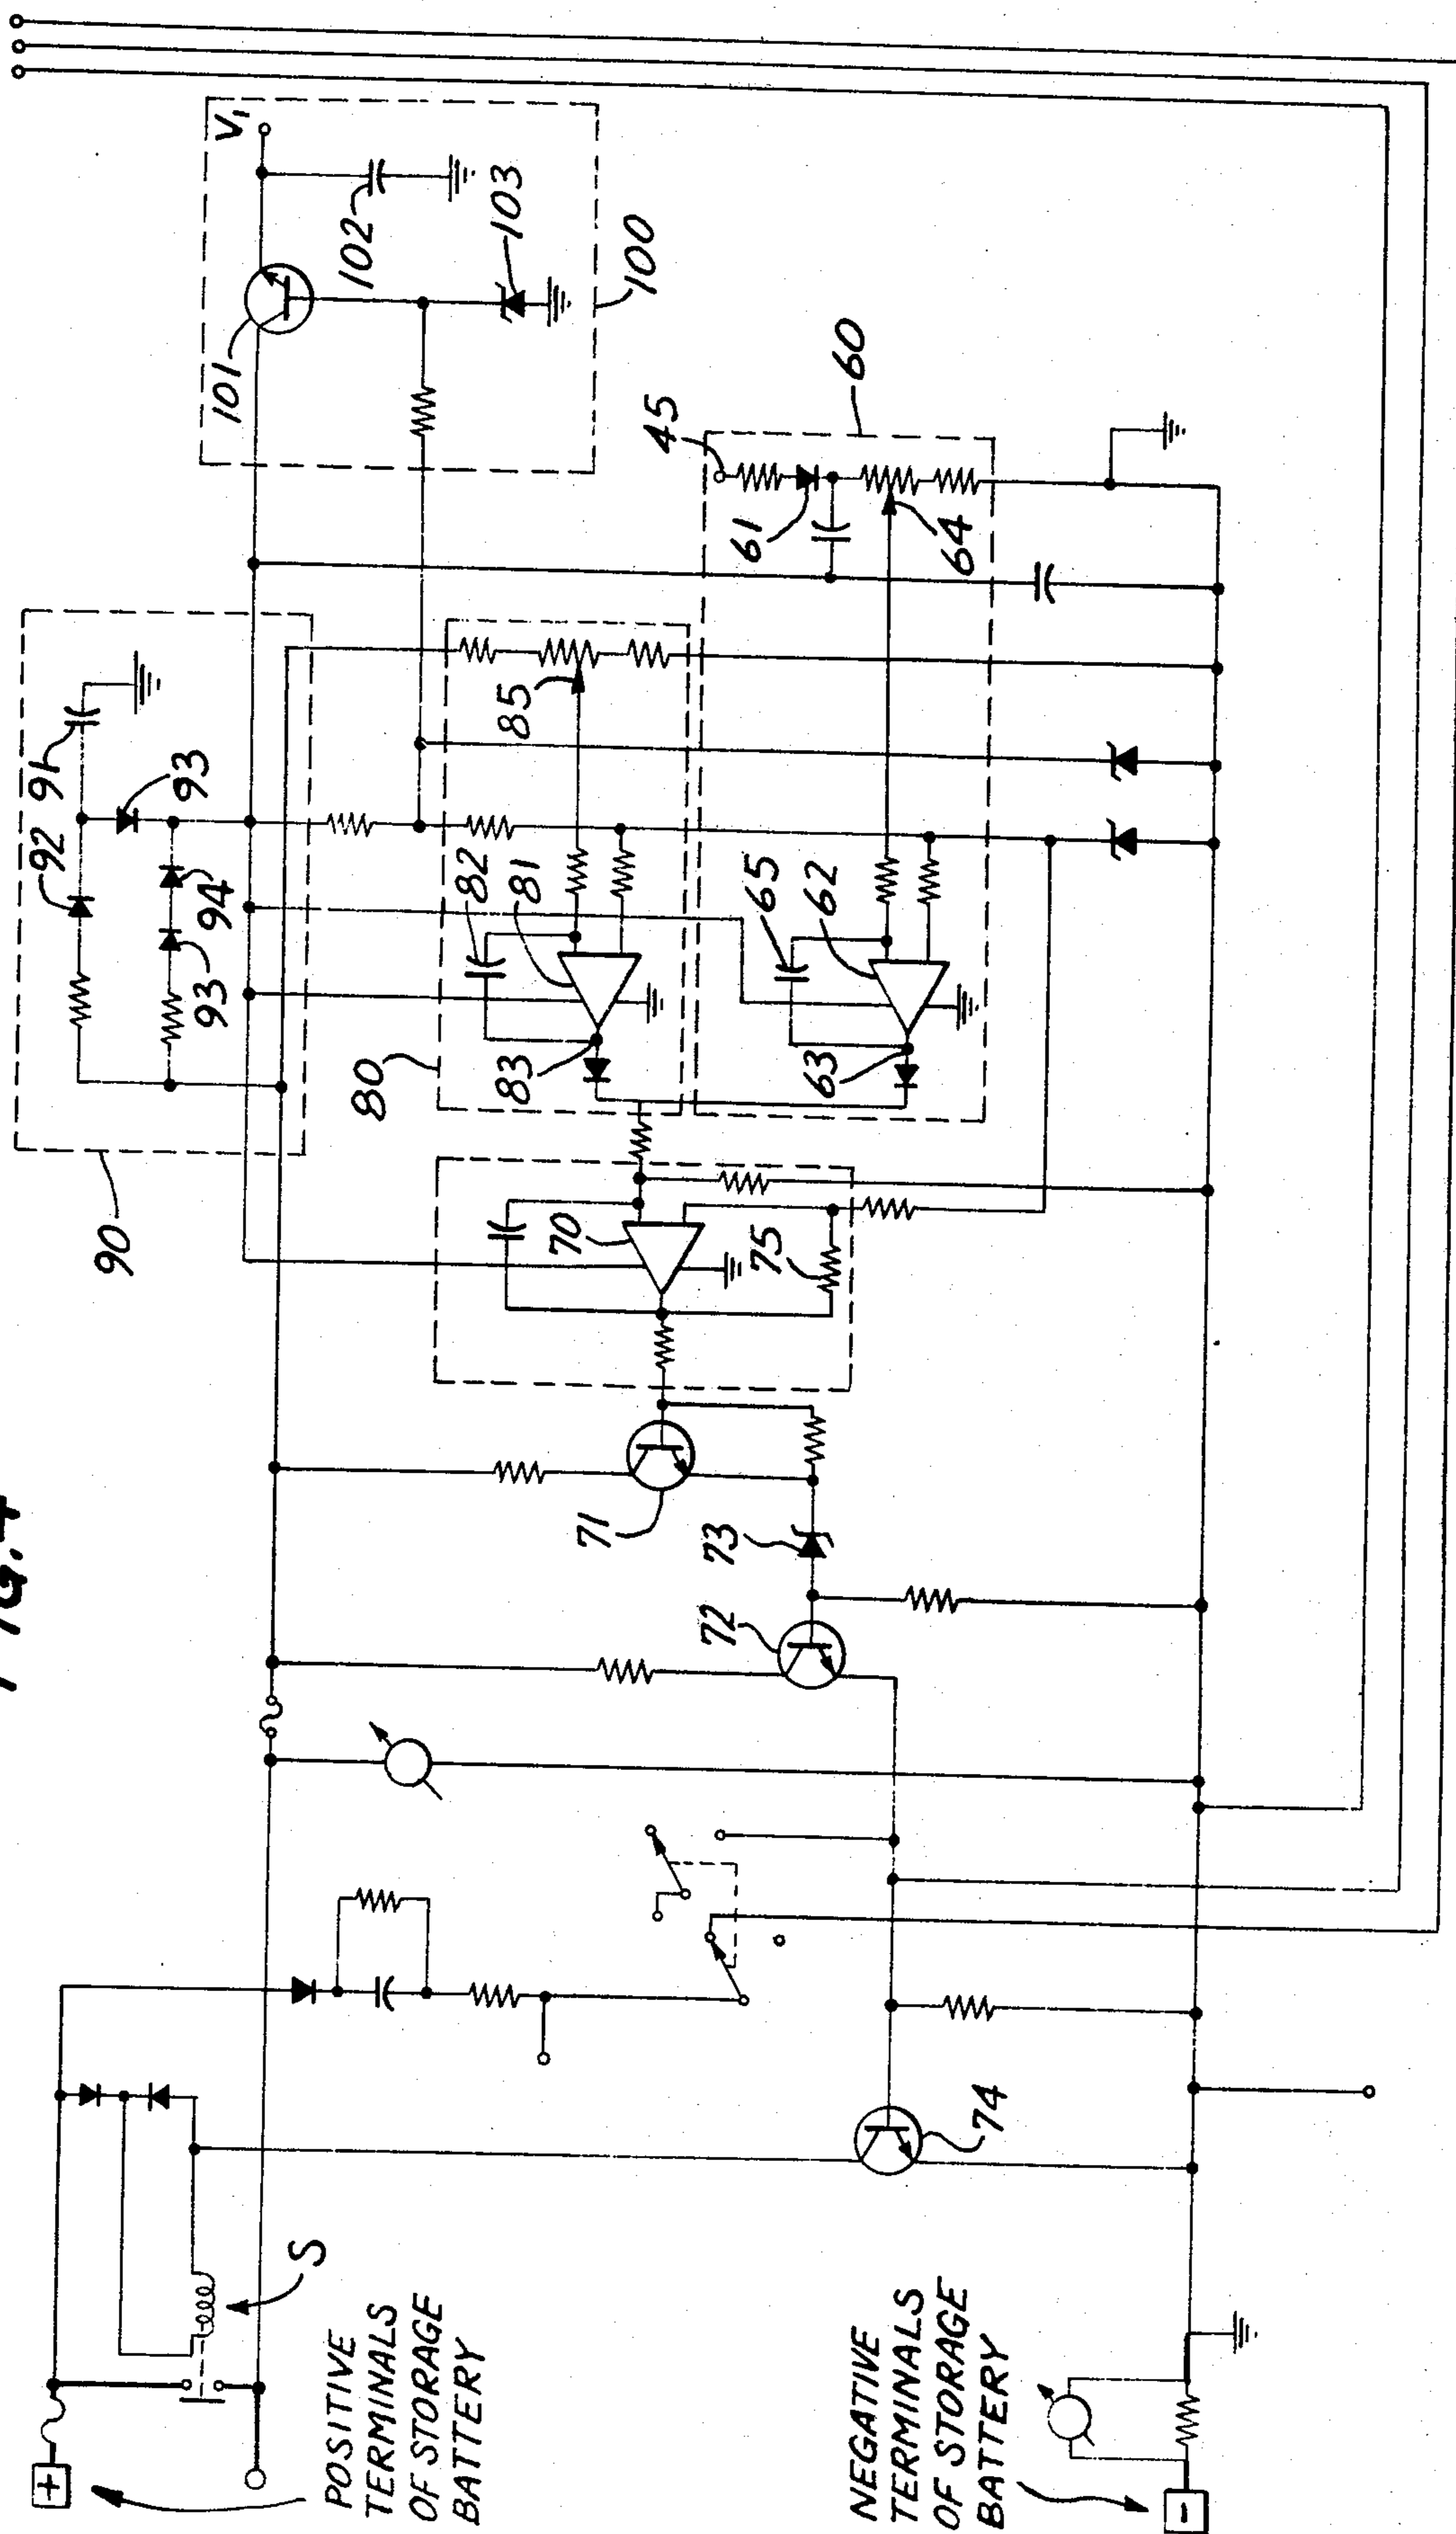 FIG.4
V₁
101
102
103
100
92
91
93
93
94
90
45
60
61
64
85
82
81
83
80
65
62
63
70
75
71
73
72
74
S
+
POSITIVE
TERMINALS
OF STORAGE
BATTERY
NEGATIVE
TERMINALS
OF STORAGE
BATTERY
-